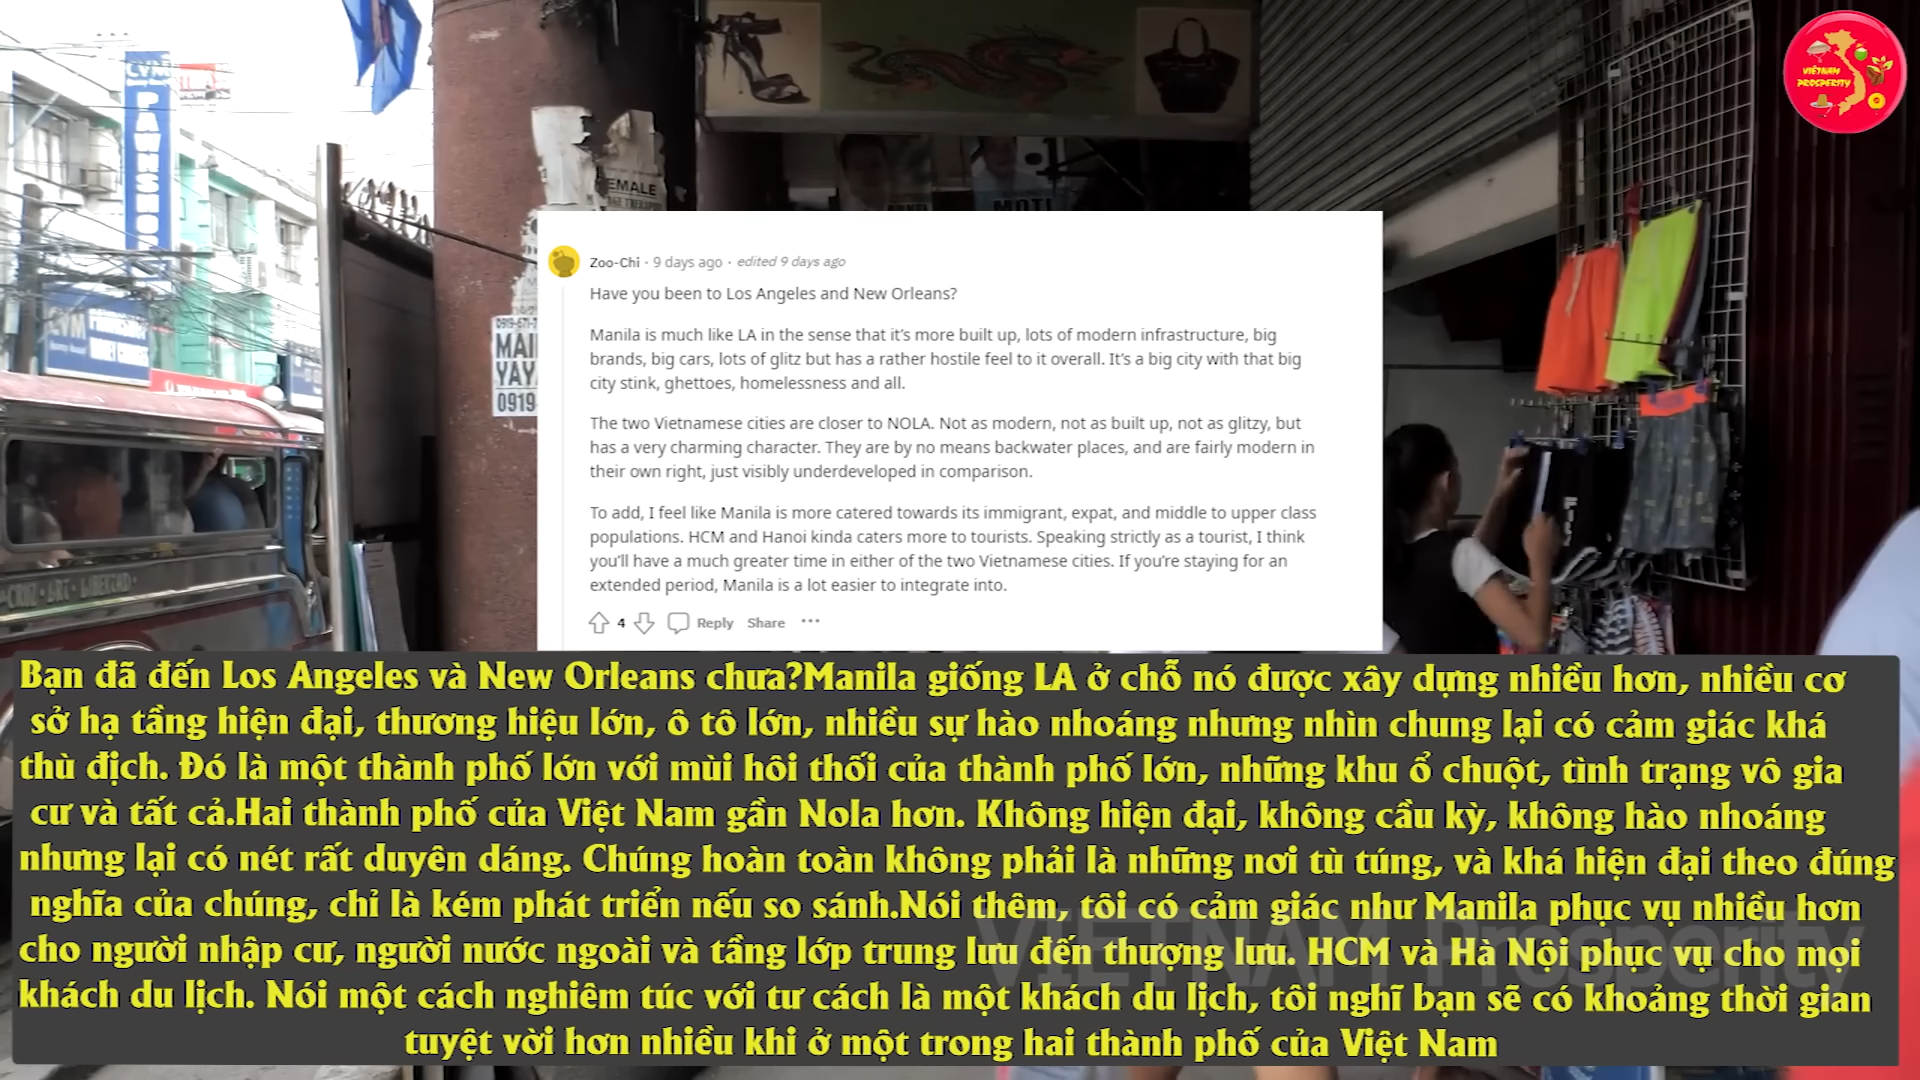 CVM
PAWNSHOP
CVM
FEMALE
VIỆTNAM
PROSPERITY
0919-671-7
MAI
YAY
0919-
Zoo-Chi · 9 days ago · edited 9 days ago
Have you been to Los Angeles and New Orleans?
Manila is much like LA in the sense that it's more built up, lots of modern infrastructure, big
brands, big cars, lots of glitz but has a rather hostile feel to it overall. It's a big city with that big
city stink, ghettoes, homelessness and all.
The two Vietnamese cities are closer to NOLA. Not as modern, not as built up, not as glitzy, but
has a very charming character. They are by no means backwater places, and are fairly modern in
their own right, just visibly underdeveloped in comparison.
To add, I feel like Manila is more catered towards its immigrant, expat, and middle to upper class
populations. HCM and Hanoi kinda caters more to tourists. Speaking strictly as a tourist, I think
you'll have a much greater time in either of the two Vietnamese cities. If you're staying for an
extended period, Manila is a lot easier to integrate into.
4 Reply Share ...
Bạn đã đến Los Angeles và New Orleans chưa?Manila giống LA ở chỗ nó được xây dựng nhiều hơn, nhiều cơ
sở hạ tầng hiện đại, thương hiệu lớn, ô tô lớn, nhiều sự hào nhoáng nhưng nhìn chung lại có cảm giác khá
thù địch. Đó là một thành phố lớn với mùi hôi thối của thành phố lớn, những khu ổ chuột, tình trạng vô gia
cư và tất cả.Hai thành phố của Việt Nam gần Nola hơn. Không hiện đại, không cầu kỳ, không hào nhoáng
nhưng lại có nét rất duyên dáng. Chúng hoàn toàn không phải là những nơi tù túng, và khá hiện đại theo đúng
nghĩa của chúng, chỉ là kém phát triển nếu so sánh.Nói thêm, tôi có cảm giác như Manila phục vụ nhiều hơn
cho người nhập cư, người nước ngoài và tầng lớp trung lưu đến thượng lưu. HCM và Hà Nội phục vụ cho mọi
khách du lịch. Nói một cách nghiêm túc với tư cách là một khách du lịch, tôi nghĩ bạn sẽ có khoảng thời gian
tuyệt vời hơn nhiều khi ở một trong hai thành phố của Việt Nam
VIETNAM Prosperity